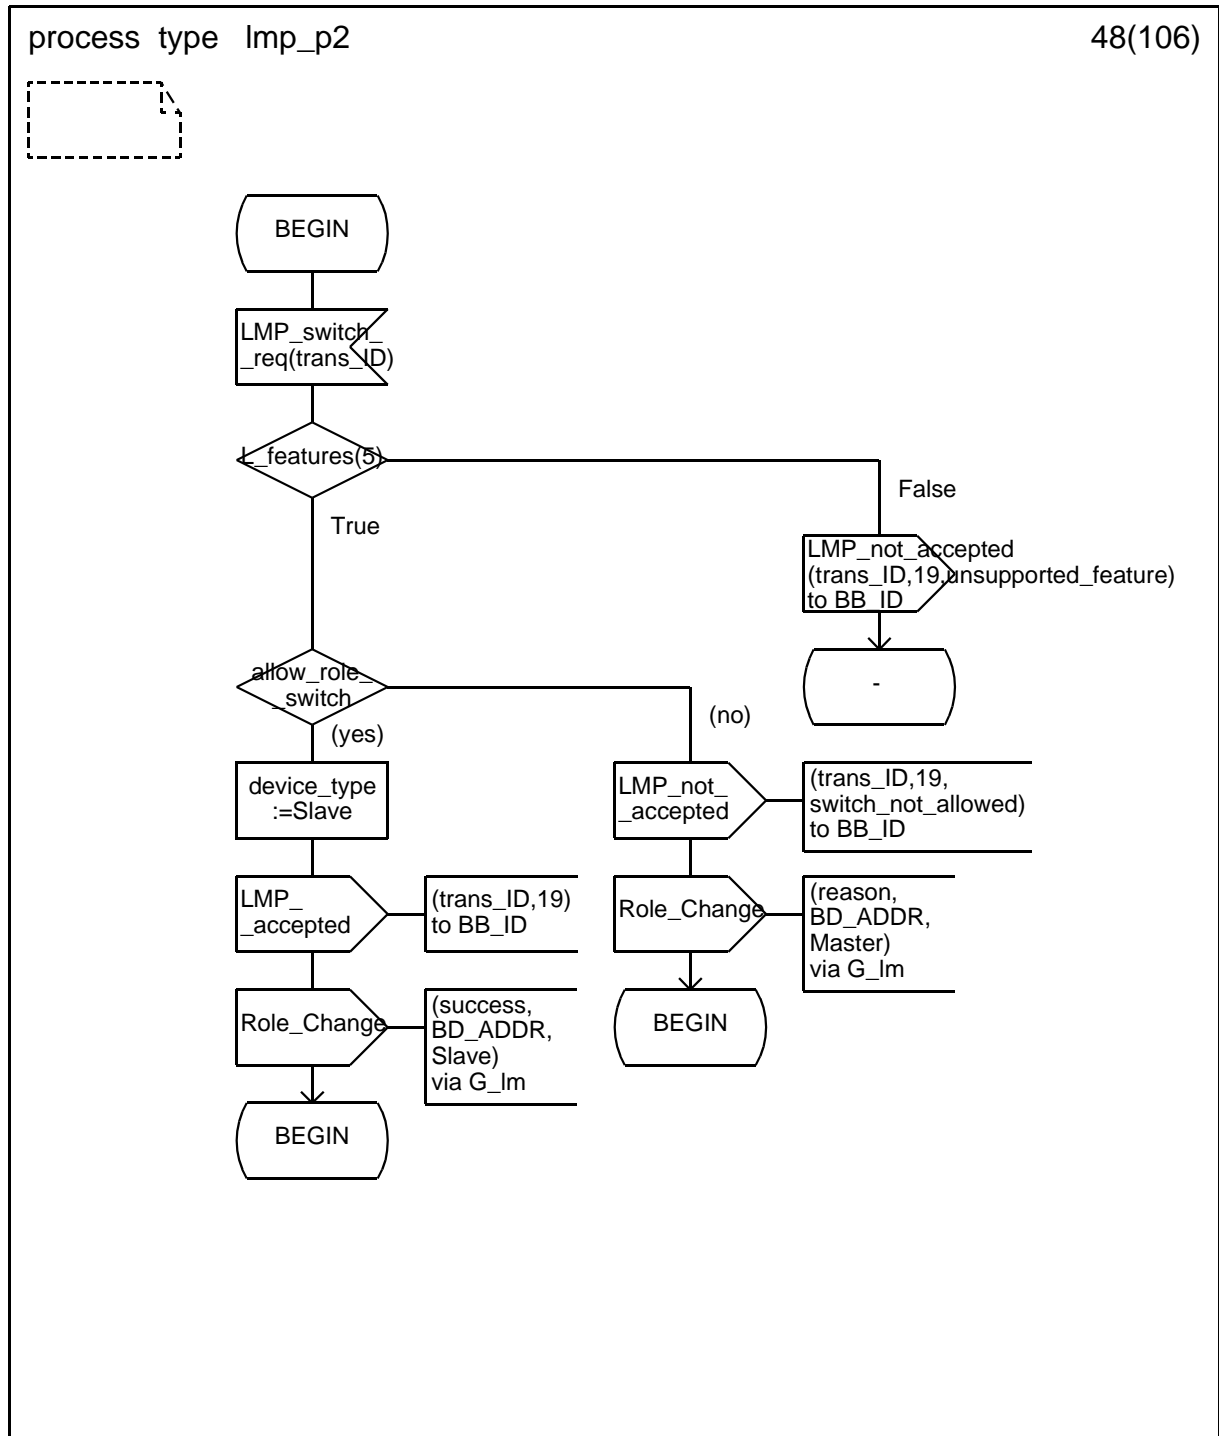 process type lmp_p2
48(106)
BEGIN
LMP_switch_
_req(trans_ID)
L_features(5)
False
True
LMP_not_accepted
(trans_ID,19,unsupported_feature)
to BB_ID
-
allow_role_
_switch
(no)
(yes)
device_type
:=Slave
LMP_not_
_accepted
(trans_ID,19,
switch_not_allowed)
to BB_ID
LMP_
_accepted
(trans_ID,19)
to BB_ID
Role_Change
(reason,
BD_ADDR,
Master)
via G_lm
Role_Change
(success,
BD_ADDR,
Slave)
via G_lm
BEGIN
BEGIN